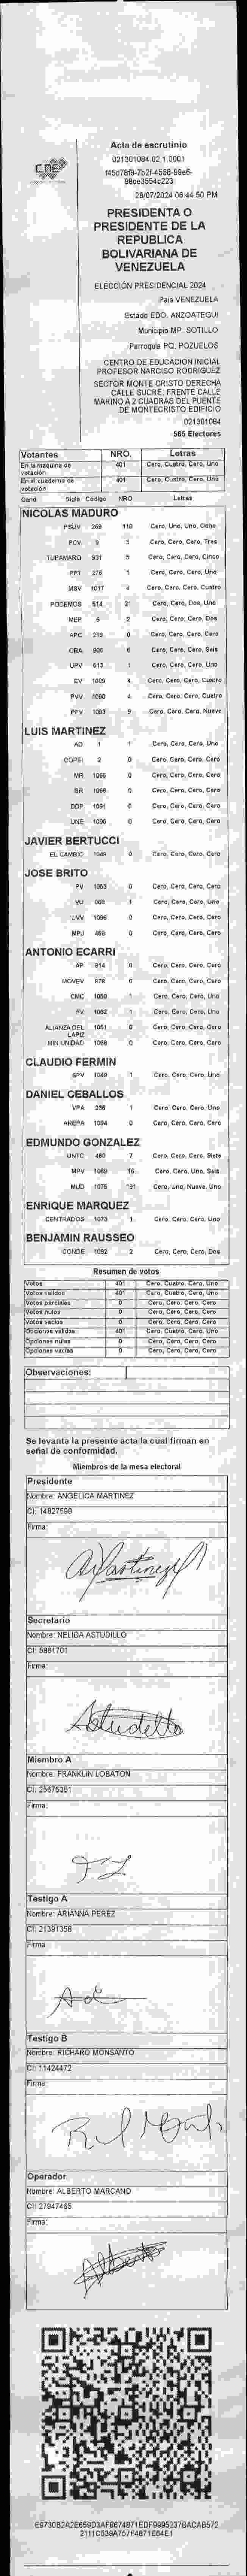 CNE
Acta de escrutinio
021301084.02.1.0001
f45d78f9-7b2f-4558-99e6-
98ce3554c223
28/07/2024 06:44:50 PM
PRESIDENTA O
PRESIDENTE DE LA
REPUBLICA
BOLIVARIANA DE
VENEZUELA
ELECCIÓN PRESIDENCIAL 2024
País VENEZUELA
Estado EDO. ANZOATEGUI
Municipio MP. SOTILLO
Parroquia PQ. POZUELOS
CENTRO DE EDUCACION INICIAL
PROFESOR NARCISO RODRIGUEZ
SECTOR MONTE CRISTO DERECHA
CALLE SUCRE. FRENTE CALLE
MARIÑO A 2 CUADRAS DEL PUENTE
DE MONTECRISTO EDIFICIO
021301084
565 Electores
Votantes NRO. Letras
En la maquina de votación 401 Cero, Cuatro, Cero, Uno
En el cuaderno de votación 401 Cero, Cuatro, Cero, Uno
Cand Sigla Código NRO. Letras
NICOLAS MADURO
PSUV 269 118 Cero, Uno, Uno, Ocho
PCV 3 3 Cero, Cero, Cero, Tres
TUPAMARO 931 5 Cero, Cero, Cero, Cinco
PPT 276 1 Cero, Cero, Cero, Uno
MSV 1017 4 Cero, Cero, Cero, Cuatro
PODEMOS 514 21 Cero, Cero, Dos, Uno
MEP 6 2 Cero, Cero, Cero, Dos
APC 219 0 Cero, Cero, Cero, Cero
ORA 906 6 Cero, Cero, Cero, Seis
UPV 613 1 Cero, Cero, Cero, Uno
EV 1089 4 Cero, Cero, Cero, Cuatro
PVV 1090 4 Cero, Cero, Cero, Cuatro
PFV 1093 9 Cero, Cero, Cero, Nueve
LUIS MARTINEZ
AD 1 1 Cero, Cero, Cero, Uno
COPEI 2 0 Cero, Cero, Cero, Cero
MR 1065 0 Cero, Cero, Cero, Cero
BR 1066 0 Cero, Cero, Cero, Cero
DDP 1091 0 Cero, Cero, Cero, Cero
UNE 1086 0 Cero, Cero, Cero, Cero
JAVIER BERTUCCI
EL CAMBIO 1048 0 Cero, Cero, Cero, Cero
JOSE BRITO
PV 1063 0 Cero, Cero, Cero, Cero
VU 968 1 Cero, Cero, Cero, Uno
UVV 1096 0 Cero, Cero, Cero, Cero
MPJ 458 0 Cero, Cero, Cero, Cero
ANTONIO ECARRI
AP 814 0 Cero, Cero, Cero, Cero
MOVEV 878 0 Cero, Cero, Cero, Cero
CMC 1050 1 Cero, Cero, Cero, Uno
FV 1062 1 Cero, Cero, Cero, Uno
ALIANZA DEL LAPIZ 1051 0 Cero, Cero, Cero, Cero
MIN UNIDAD 1088 0 Cero, Cero, Cero, Cero
CLAUDIO FERMIN
SPV 1049 1 Cero, Cero, Cero, Uno
DANIEL CEBALLOS
VPA 236 1 Cero, Cero, Cero, Uno
AREPA 1094 0 Cero, Cero, Cero, Cero
EDMUNDO GONZALEZ
UNTC 460 7 Cero, Cero, Cero, Siete
MPV 1069 16 Cero, Cero, Uno, Seis
MUD 1075 191 Cero, Uno, Nueve, Uno
ENRIQUE MARQUEZ
CENTRADOS 1073 1 Cero, Cero, Cero, Uno
BENJAMIN RAUSSEO
CONDE 1092 2 Cero, Cero, Cero, Dos
Resumen de votos
Votos 401 Cero, Cuatro, Cero, Uno
Votos válidos 401 Cero, Cuatro, Cero, Uno
Votos parciales 0 Cero, Cero, Cero, Cero
Votos nulos 0 Cero, Cero, Cero, Cero
Votos vacíos 0 Cero, Cero, Cero, Cero
Opciones válidas 401 Cero, Cuatro, Cero, Uno
Opciones nulas 0 Cero, Cero, Cero, Cero
Opciones vacías 0 Cero, Cero, Cero, Cero
Observaciones:
Se levanta la presente acta la cual firman en
señal de conformidad.
Miembros de la mesa electoral
Presidente
Nombre: ANGELICA MARTINEZ
CI: 14827599
Firma:
Secretario
Nombre: NELIDA ASTUDILLO
CI: 5861701
Firma:
Astudillo
Miembro A
Nombre: FRANKLIN LOBATON
CI: 25675351
Firma:
FL
Testigo A
Nombre: ARIANNA PEREZ
CI: 21391358
Firma
Testigo B
Nombre: RICHARD MONSANTO
CI: 11424472
Firma:
Operador
Nombre: ALBERTO MARCANO
CI: 27947465
Firma:
Alberto